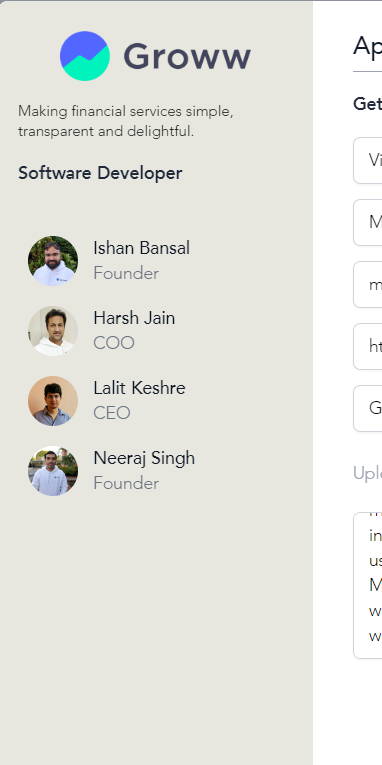 Groww
Making financial services simple,
transparent and delightful.
Software Developer
Ishan Bansal
Founder
Harsh Jain
COO
Lalit Keshre
CEO
Neeraj Singh
Founder
Ap
Get
Vi
M
m
ht
G
Uplo
in
us
M
w
w